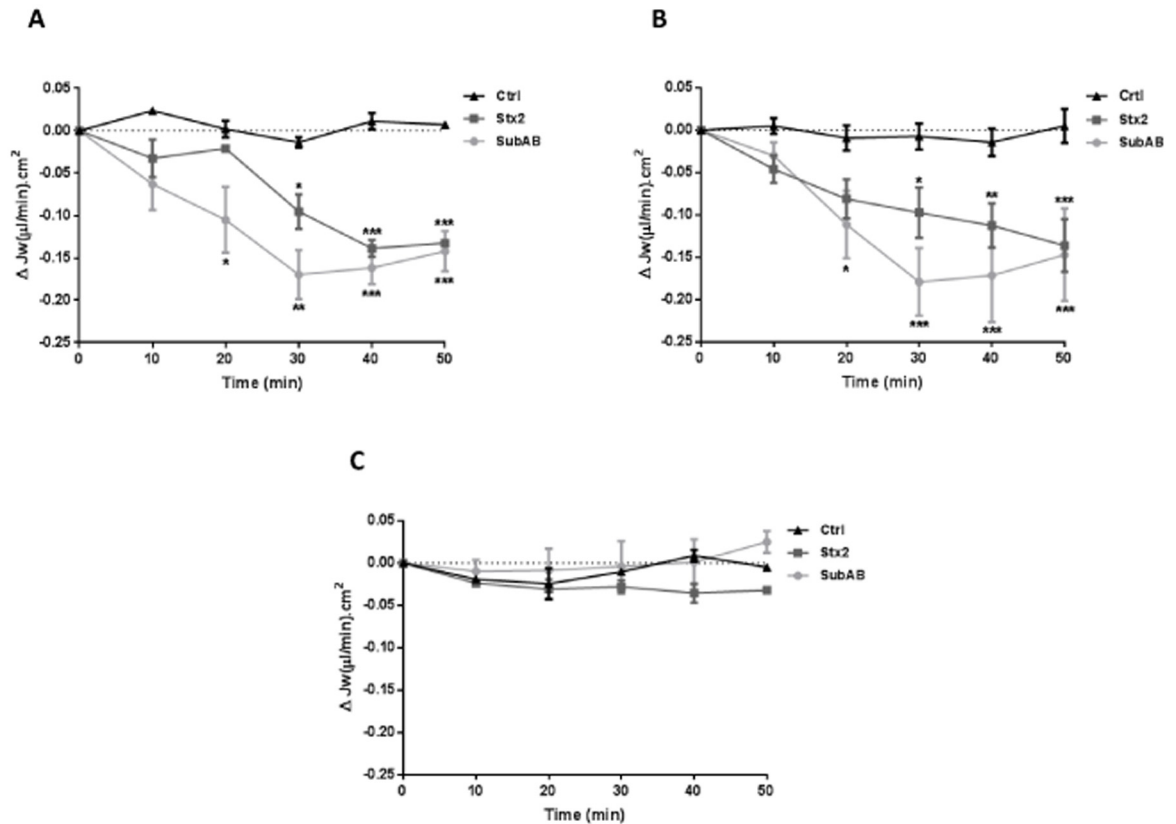 A
0.05
0.00
-0.05
-0.10
-0.15
-0.20
-0.25
Δ Jw(µl/min).cm²
0 10 20 30 40 50
Time (min)
Ctrl
Stx2
SubAB
* *** ***
* ** *** ***
B
0.05
0.00
-0.05
-0.10
-0.15
-0.20
-0.25
Δ Jw(µl/min).cm²
0 10 20 30 40 50
Time (min)
Crtl
Stx2
SubAB
* ** ***
* *** *** ***
C
0.05
0.00
-0.05
-0.10
-0.15
-0.20
-0.25
Δ Jw(µl/min).cm²
0 10 20 30 40 50
Time (min)
Ctrl
Stx2
SubAB